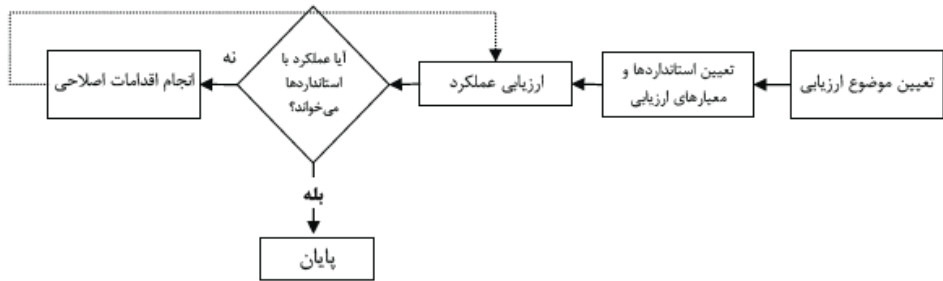 تعیین موضوع ارزیابی
تعیین استانداردها و
معیارهای ارزیابی
ارزیابی عملکرد
آیا عملکرد با
استانداردها
می‌خواند؟
نه
انجام اقدامات اصلاحی
بله
پایان